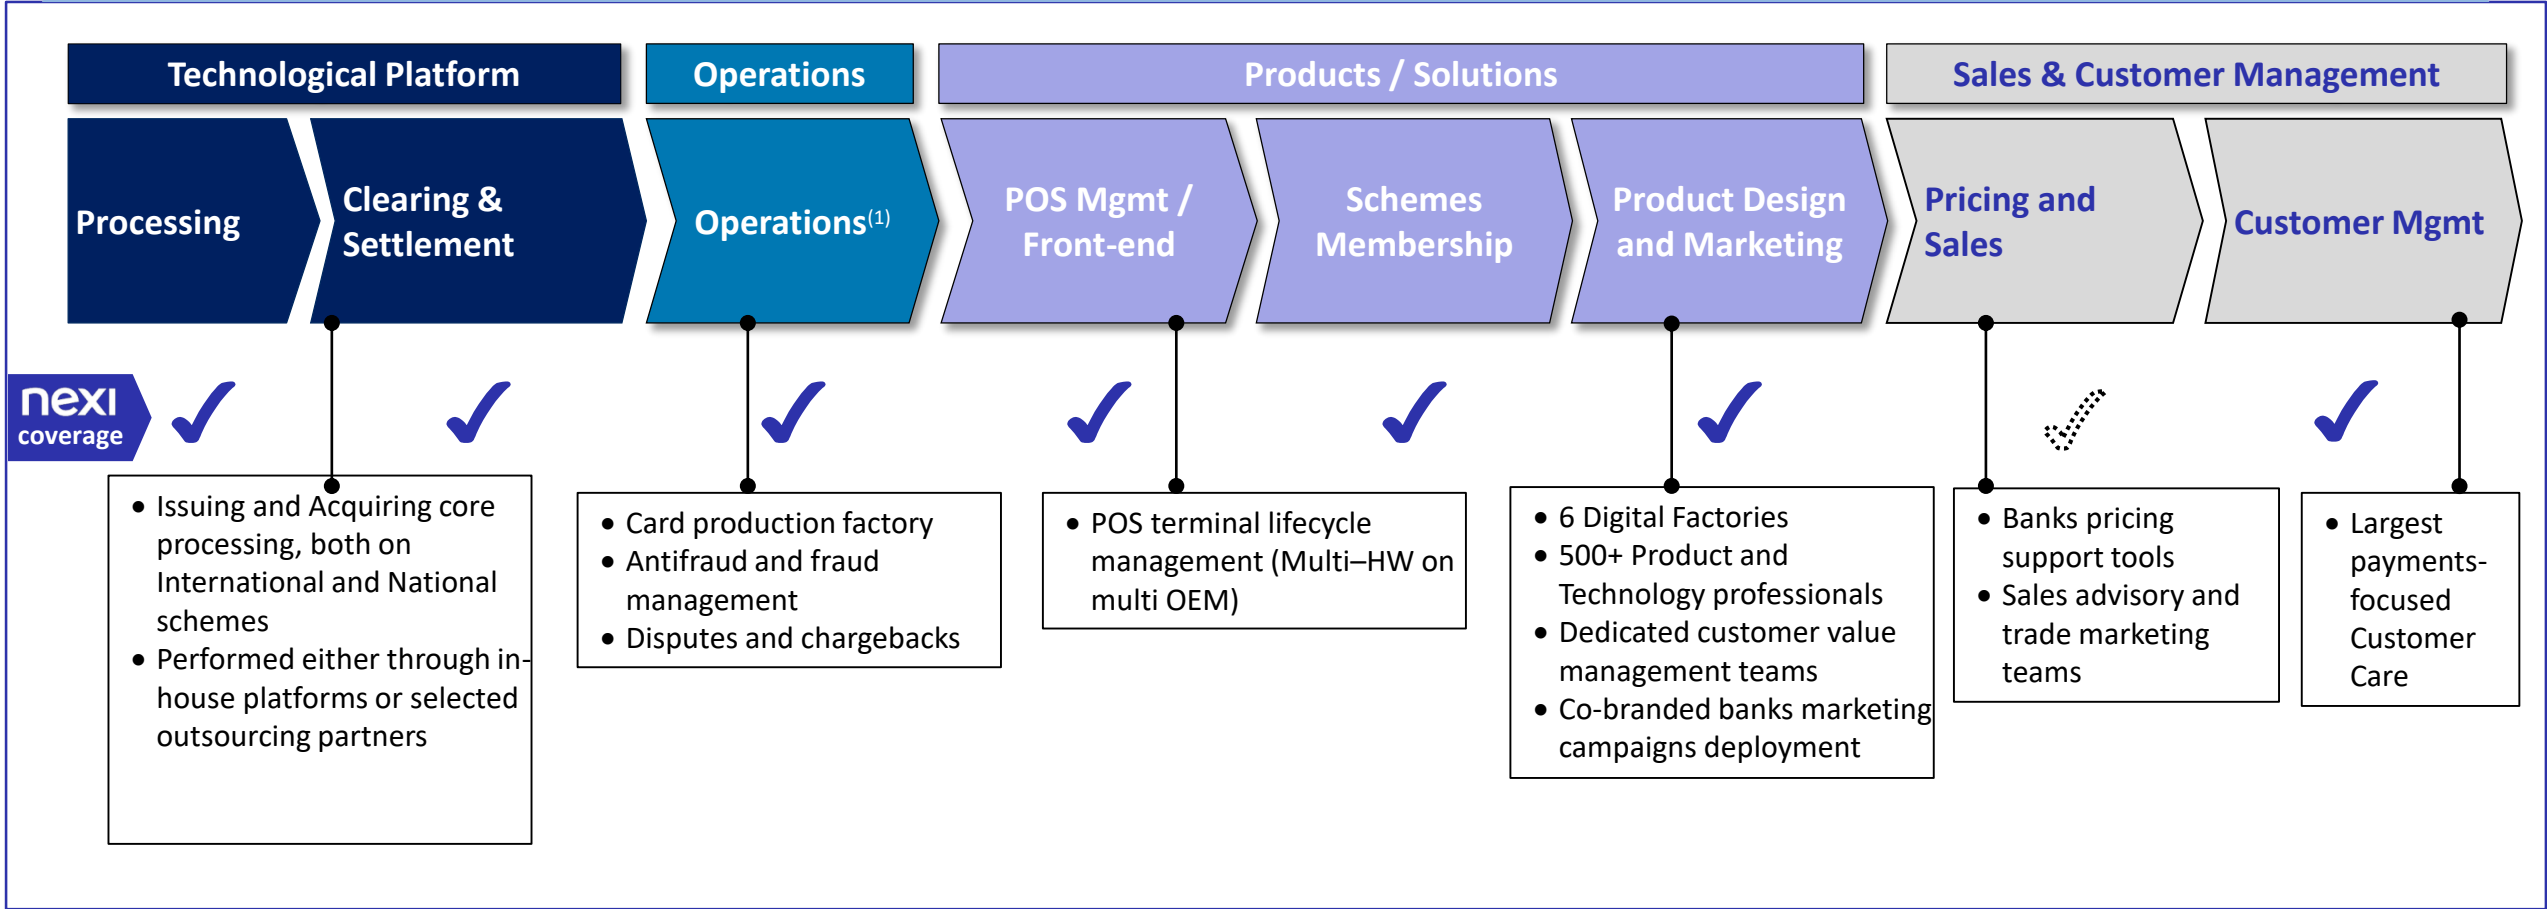 Technological Platform
Operations
Products / Solutions
Sales & Customer Management
Processing
Clearing &
Settlement
Operations(1)
POS Mgmt /
Front-end
Schemes
Membership
Product Design
and Marketing
Pricing and
Sales
Customer Mgmt
nexi
coverage
• Issuing and Acquiring core
processing, both on
International and National
schemes
• Performed either through in-
house platforms or selected
outsourcing partners
• Card production factory
• Antifraud and fraud
management
• Disputes and chargebacks
• POS terminal lifecycle
management (Multi–HW on
multi OEM)
• 6 Digital Factories
• 500+ Product and
Technology professionals
• Dedicated customer value
management teams
• Co-branded banks marketing
campaigns deployment
• Banks pricing
support tools
• Sales advisory and
trade marketing
teams
• Largest
payments-
focused
Customer
Care